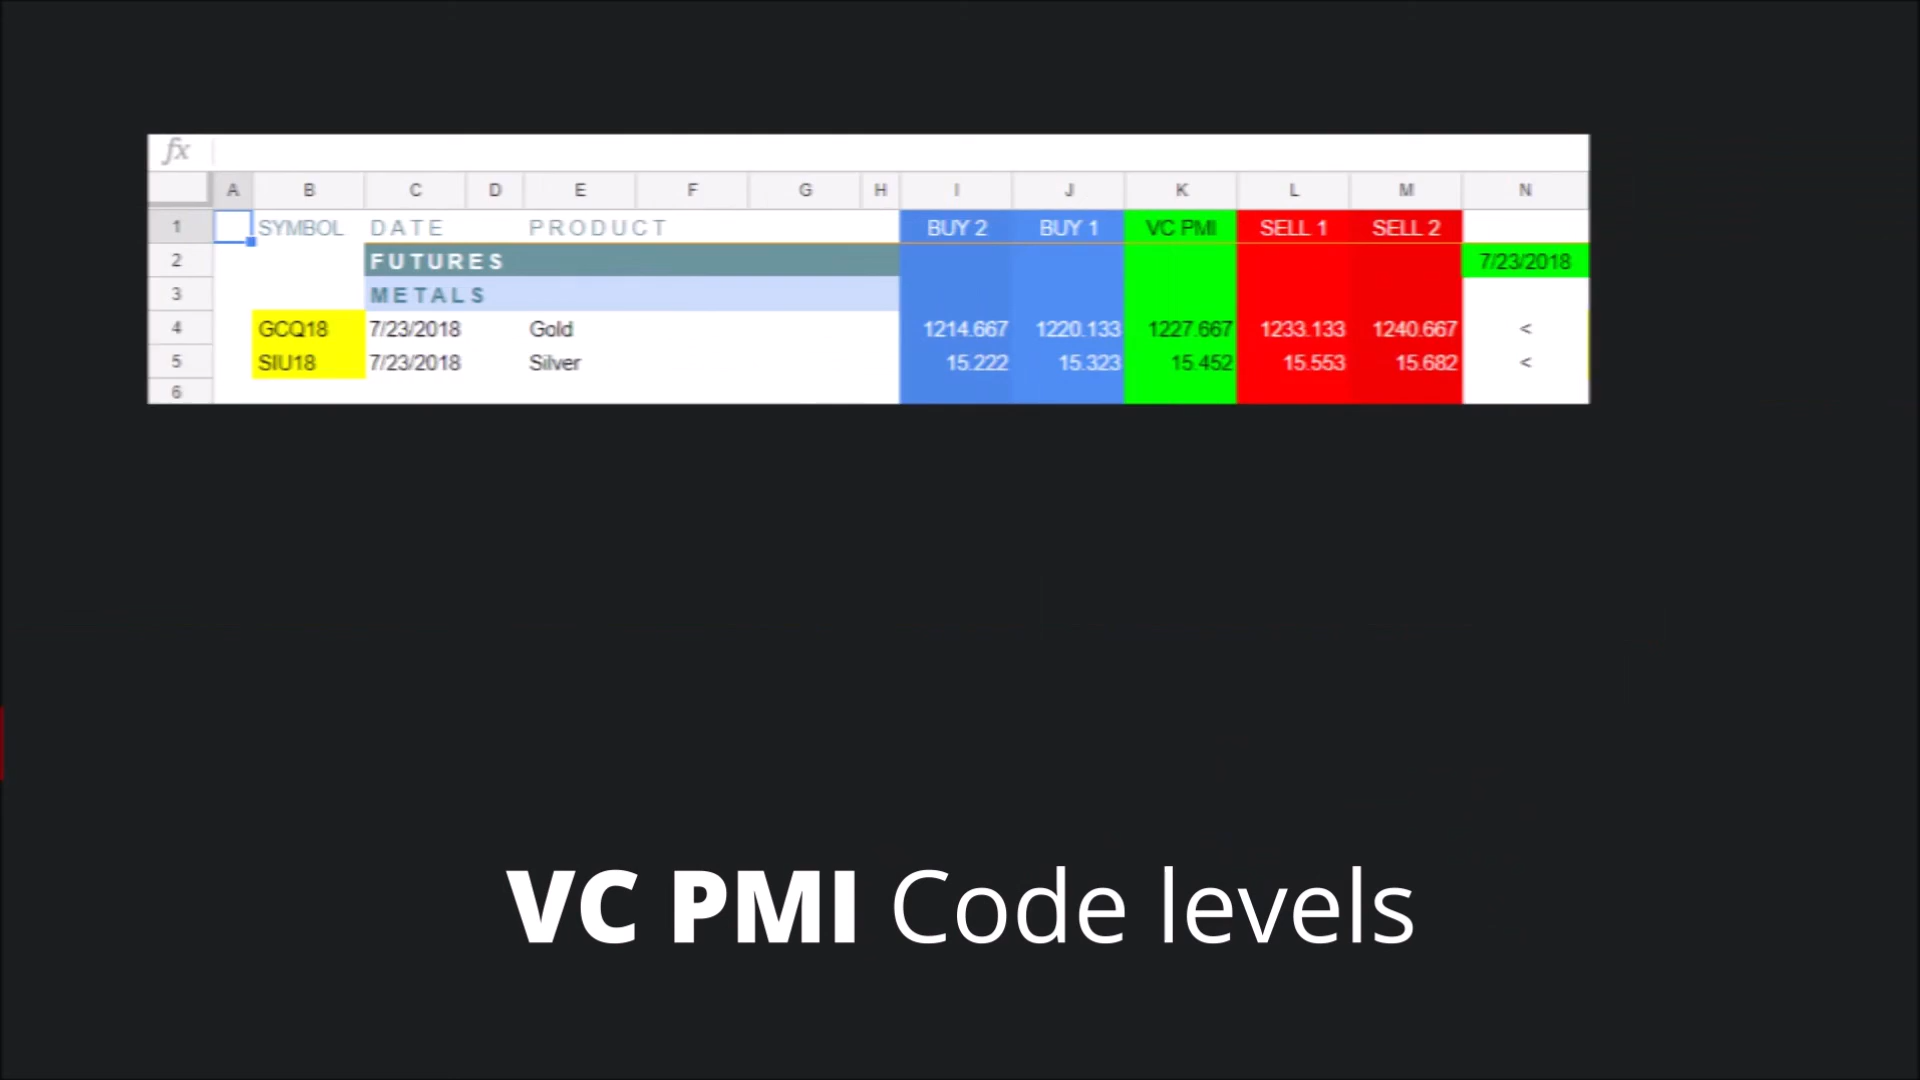 fx
A B C D E F G H I J K L M N
1 SYMBOL DATE PRODUCT BUY 2 BUY 1 VC PMI SELL 1 SELL 2
2 FUTURES 7/23/2018
3 METALS
4 GCQ18 7/23/2018 Gold 1214.667 1220.133 1227.667 1233.133 1240.667 <
5 SIU18 7/23/2018 Silver 15.222 15.323 15.452 15.553 15.682 <
6
VC PMI Code levels